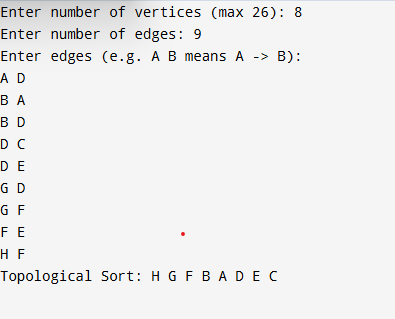 Enter number of vertices (max 26): 8
Enter number of edges: 9
Enter edges (e.g. A B means A -> B):
A D
B A
B D
D C
D E
G D
G F
F E
H F
Topological Sort: H G F B A D E C